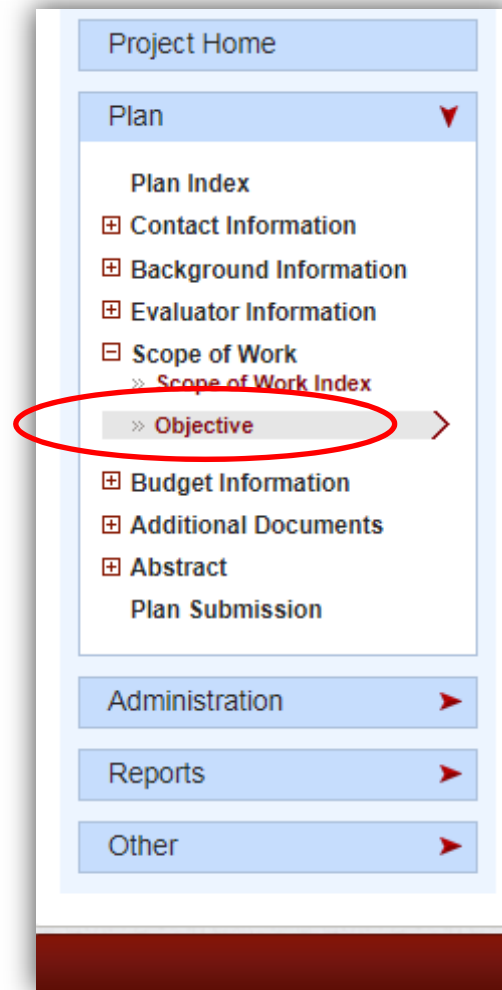 Project Home
Plan
Plan Index
Contact Information
Background Information
Evaluator Information
Scope of Work
» Scope of Work Index
» Objective
Budget Information
Additional Documents
Abstract
Plan Submission
Administration
Reports
Other